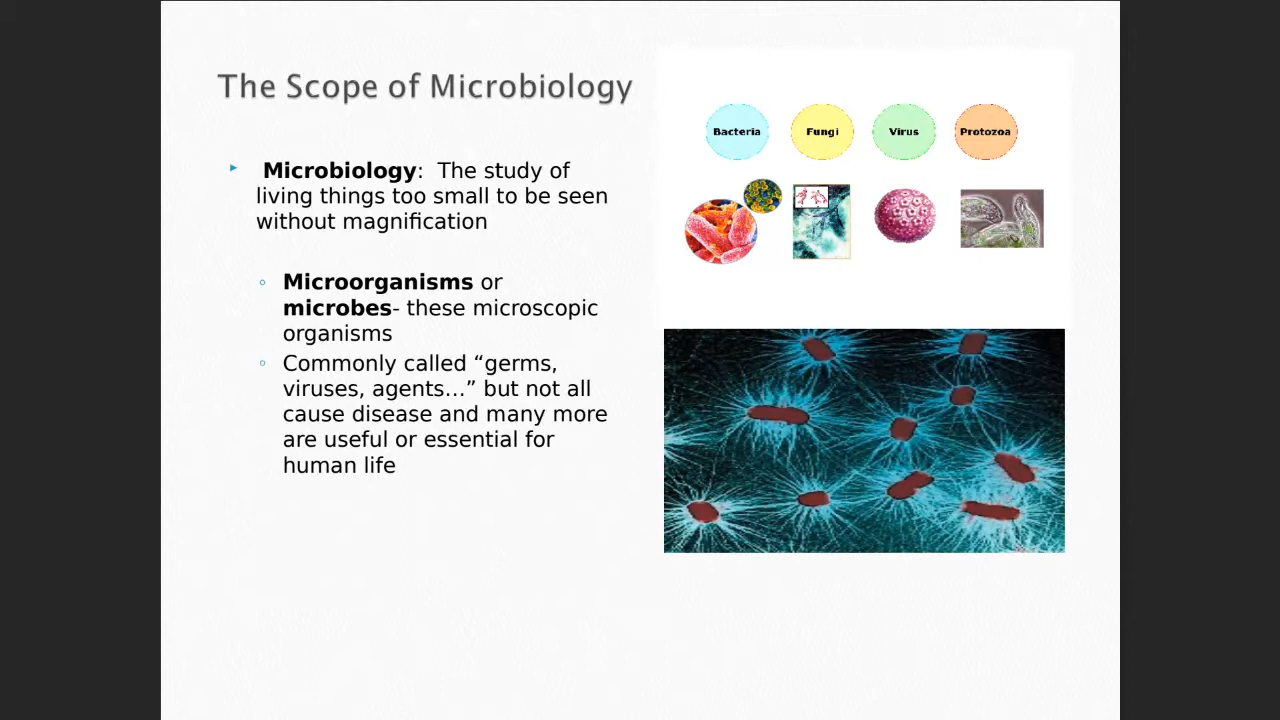 The Scope of Microbiology
Microbiology:  The study of
living things too small to be seen
without magnification
Microorganisms or
microbes- these microscopic
organisms
Commonly called “germs,
viruses, agents…” but not all
cause disease and many more
are useful or essential for
human life
Bacteria Fungi Virus Protozoa